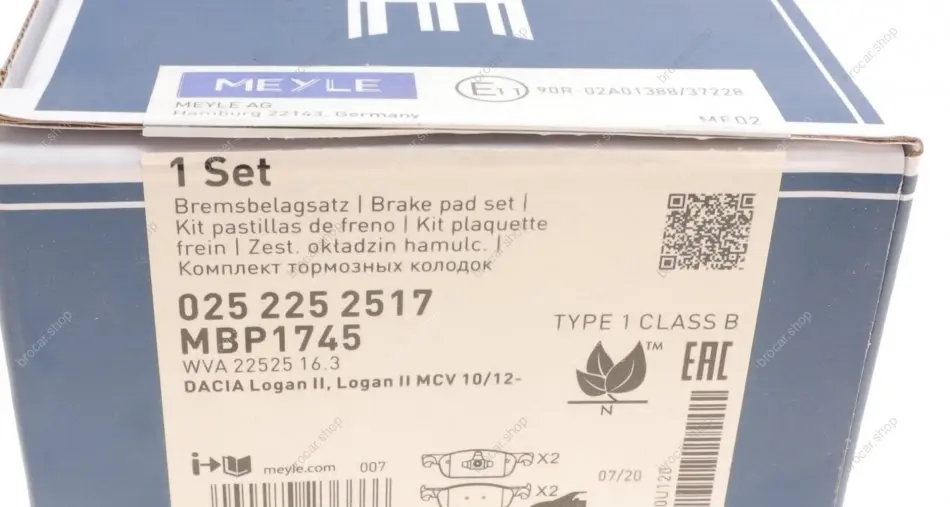 MEYLE
MEYLE AG
Hamburg 22143, Germany
E11
90R-02A01388/37228
1 Set
Bremsbelagsatz | Brake pad set |
Kit pastillas de freno | Kit plaquette
frein | Zest. okładzin hamulc. |
Комплект тормозных колодок
025 225 2517
MBP1745
WVA 22525 16.3
DACIA Logan II, Logan II MCV 10/12-
TYPE 1 CLASS B
TM
N
EAC
meyle.com 007
X2
X2
07/20
brocar.shop